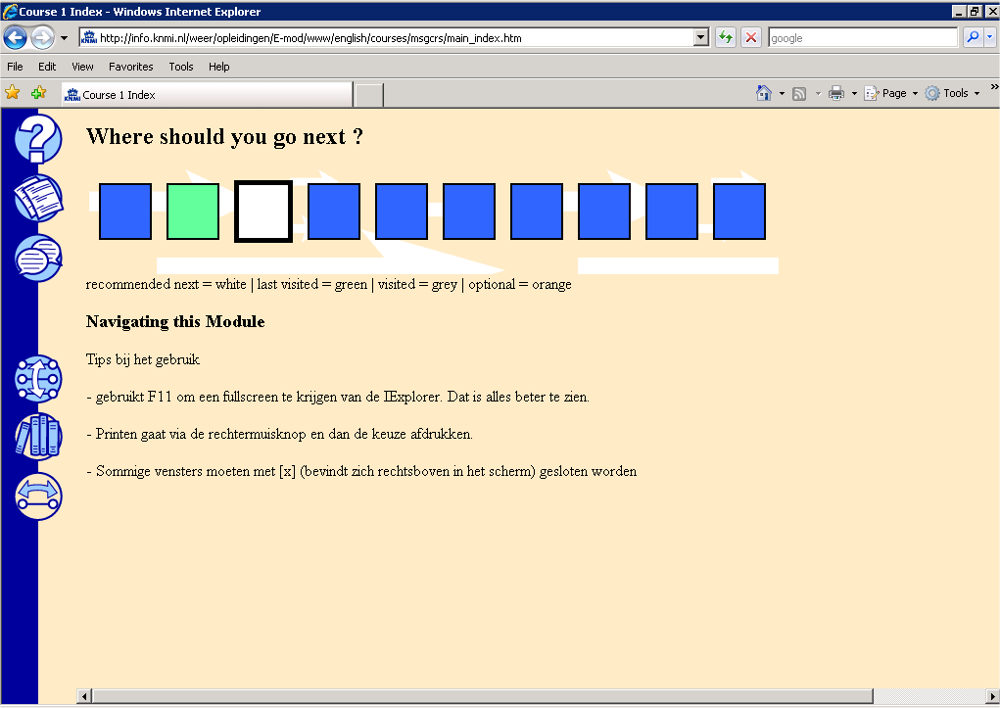 Course 1 Index - Windows Internet Explorer
KNMI http://info.knmi.nl/weer/opleidingen/E-mod/www/english/courses/msgcrs/main_index.htm google
File Edit View Favorites Tools Help
KNMI Course 1 Index Page Tools »
Where should you go next ?
recommended next = white | last visited = green | visited = grey | optional = orange
Navigating this Module
Tips bij het gebruik
- gebruikt F11 om een fullscreen te krijgen van de IExplorer. Dat is alles beter te zien.
- Printen gaat via de rechtermuisknop en dan de keuze afdrukken.
- Sommige vensters moeten met [x] (bevindt zich rechtsboven in het scherm) gesloten worden